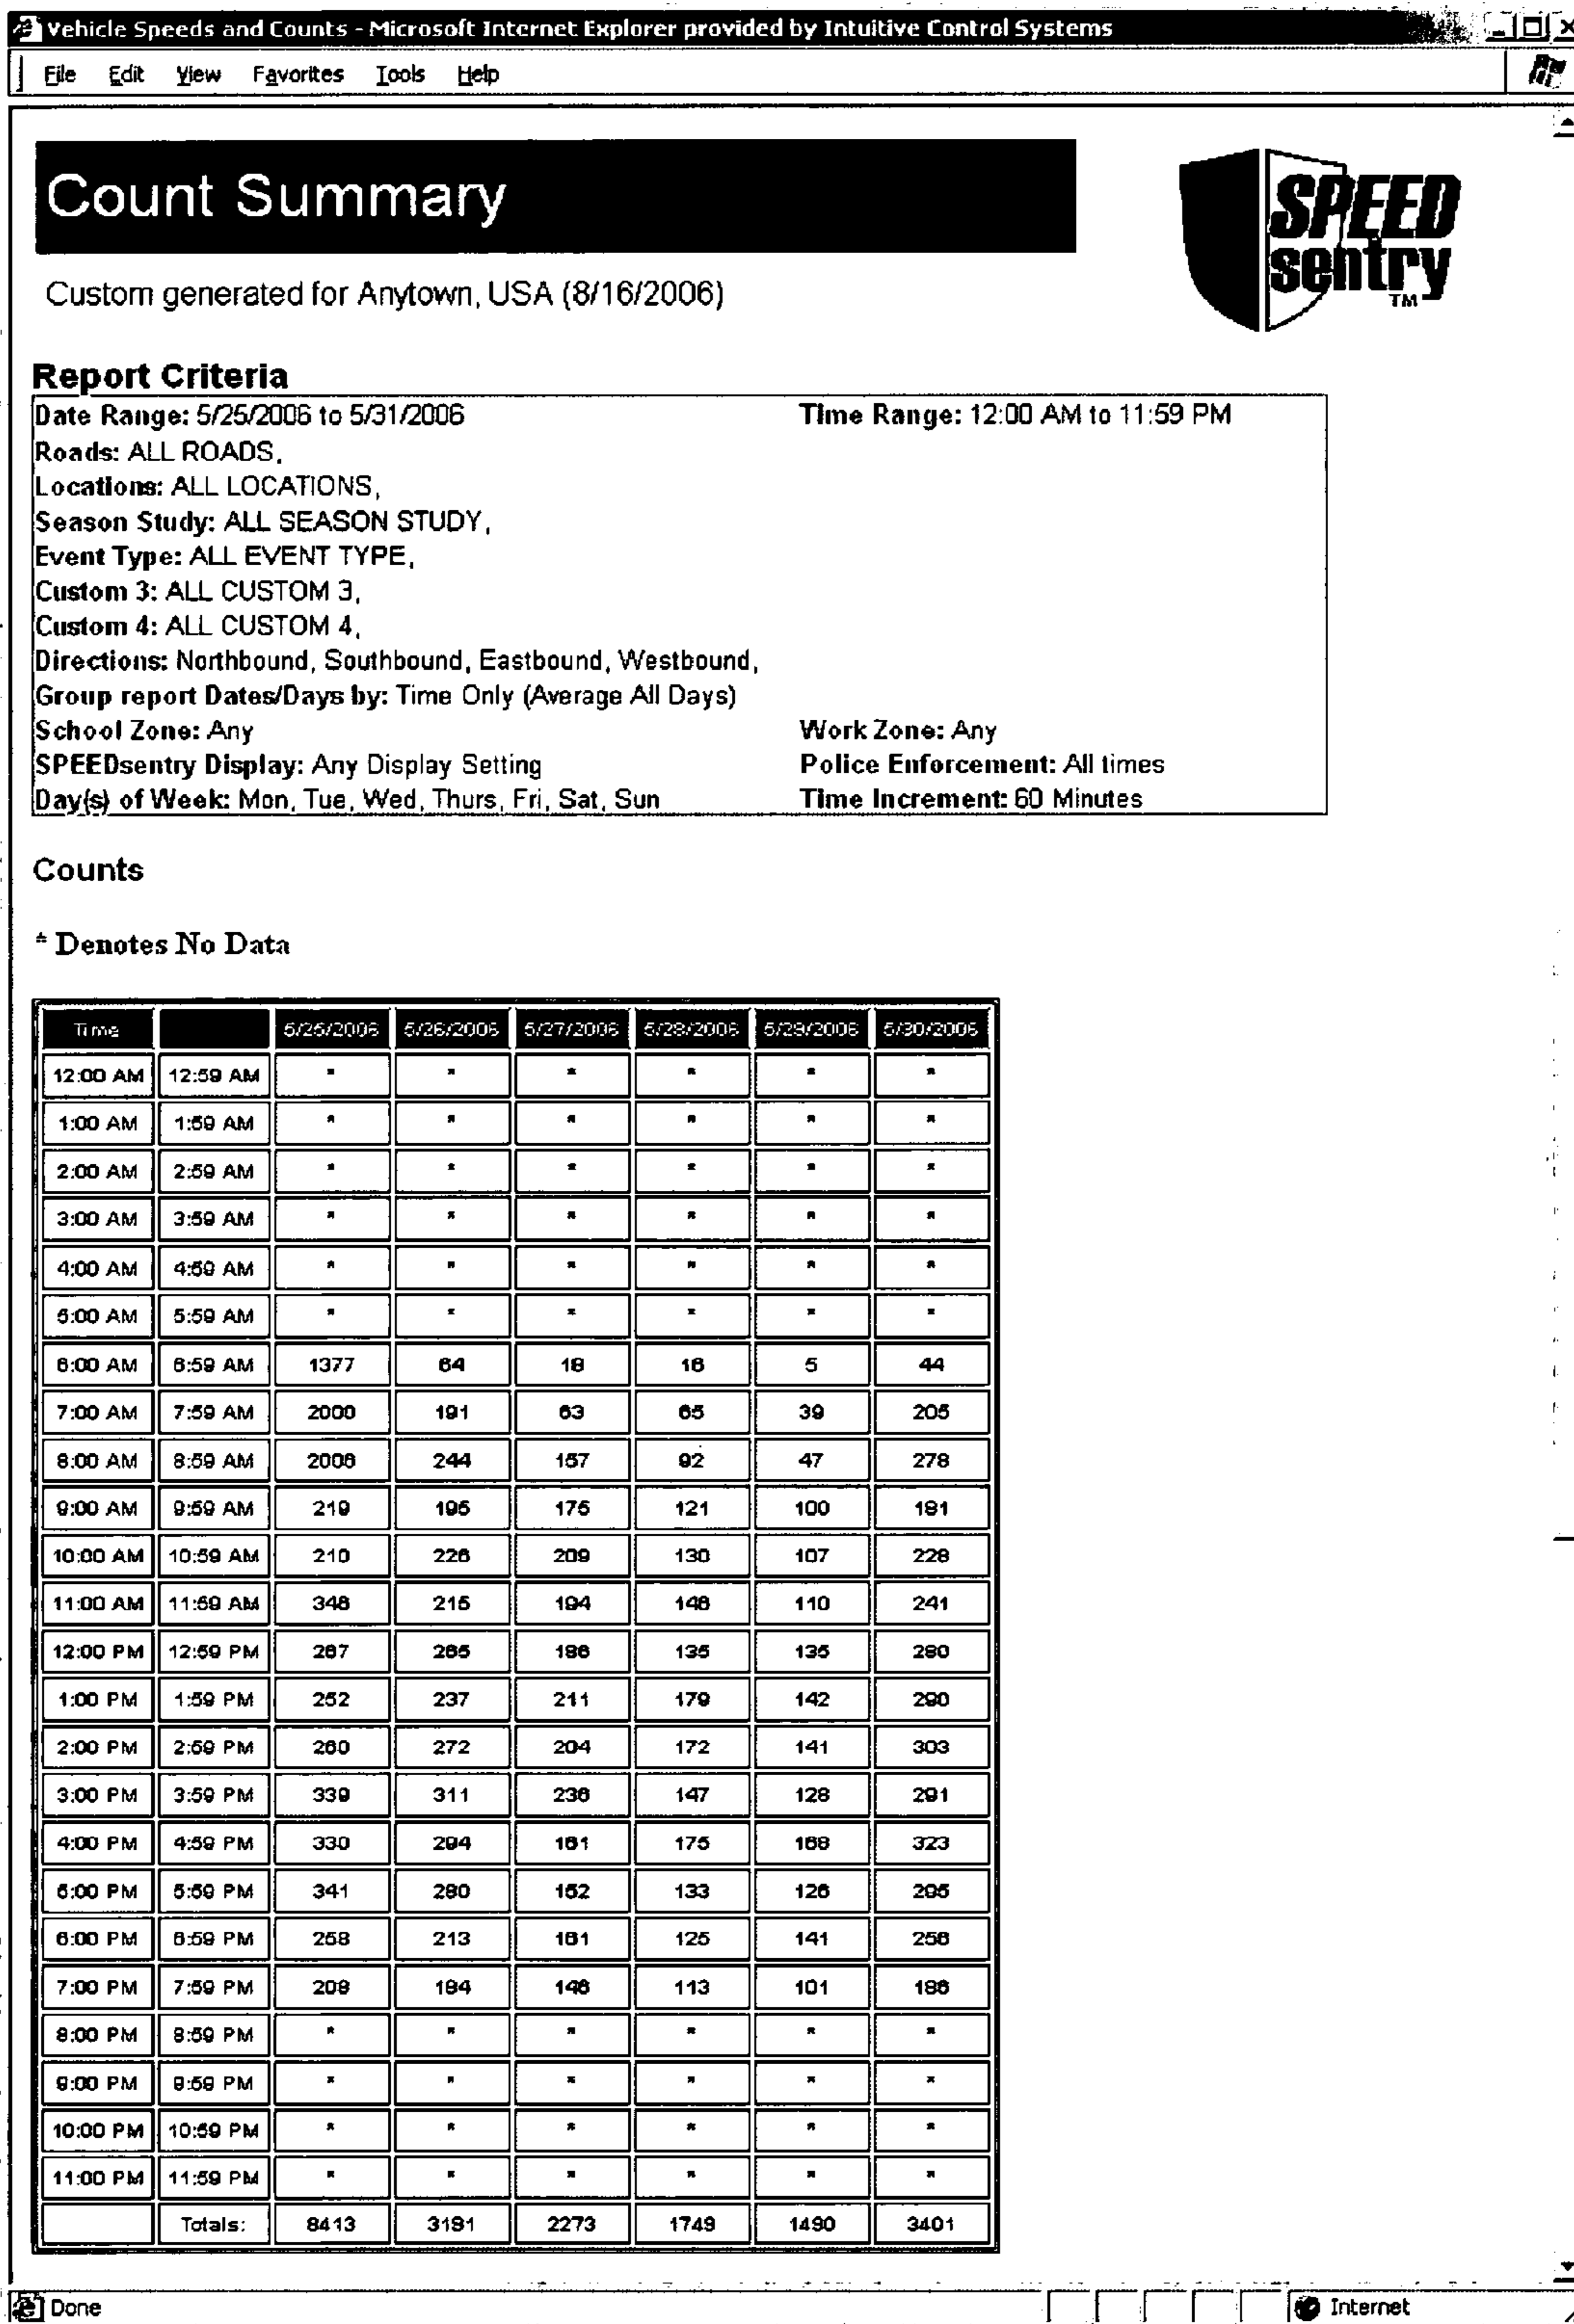 Vehicle Speeds and Counts - Microsoft Internet Explorer provided by Intuitive Control Systems
File Edit View Favorites Tools Help
Count Summary
SPEED
sentry
TM
Custom generated for Anytown, USA (8/16/2006)
Report Criteria
Date Range: 5/25/2006 to 5/31/2006 Time Range: 12:00 AM to 11:59 PM
Roads: ALL ROADS,
Locations: ALL LOCATIONS,
Season Study: ALL SEASON STUDY,
Event Type: ALL EVENT TYPE,
Custom 3: ALL CUSTOM 3,
Custom 4: ALL CUSTOM 4,
Directions: Northbound, Southbound, Eastbound, Westbound,
Group report Dates/Days by: Time Only (Average All Days)
School Zone: Any Work Zone: Any
SPEEDsentry Display: Any Display Setting Police Enforcement: All times
Day(s) of Week: Mon, Tue, Wed, Thurs, Fri, Sat, Sun Time Increment: 60 Minutes
Counts
* Denotes No Data
Time 5/25/2006 5/26/2006 5/27/2006 5/28/2006 5/29/2006 5/30/2006
12:00 AM 12:59 AM * * * * * *
1:00 AM 1:59 AM * * * * * *
2:00 AM 2:59 AM * * * * * *
3:00 AM 3:59 AM * * * * * *
4:00 AM 4:59 AM * * * * * *
5:00 AM 5:59 AM * * * * * *
6:00 AM 6:59 AM 1377 64 18 16 5 44
7:00 AM 7:59 AM 2000 191 63 65 39 205
8:00 AM 8:59 AM 2006 244 157 92 47 278
9:00 AM 9:59 AM 219 195 175 121 100 181
10:00 AM 10:59 AM 210 226 209 130 107 228
11:00 AM 11:59 AM 346 215 194 146 110 241
12:00 PM 12:59 PM 267 265 186 135 135 280
1:00 PM 1:59 PM 252 237 211 179 142 290
2:00 PM 2:59 PM 260 272 204 172 141 303
3:00 PM 3:59 PM 339 311 236 147 128 291
4:00 PM 4:59 PM 330 294 161 175 168 323
5:00 PM 5:59 PM 341 280 152 133 126 295
6:00 PM 6:59 PM 258 213 161 125 141 256
7:00 PM 7:59 PM 208 184 146 113 101 186
8:00 PM 8:59 PM * * * * * *
9:00 PM 9:59 PM * * * * * *
10:00 PM 10:59 PM * * * * * *
11:00 PM 11:59 PM * * * * * *
Totals: 8413 3191 2273 1749 1490 3401
Done Internet